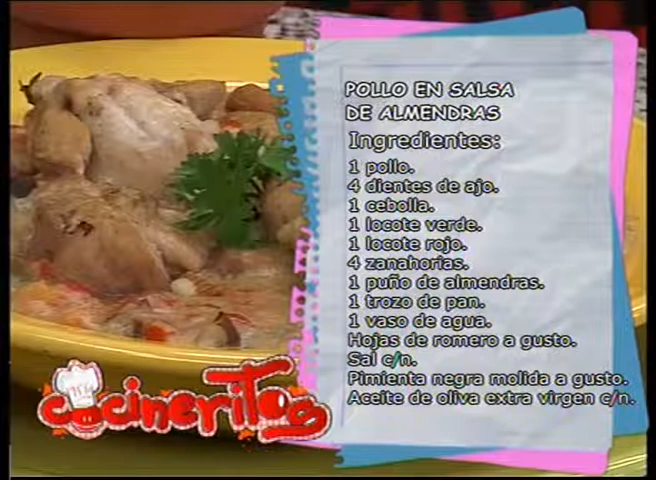 POLLO EN SALSA
DE ALMENDRAS
Ingredientes:
1 pollo.
4 dientes de ajo.
1 cebolla.
1 locote verde.
1 locote rojo.
4 zanahorias.
1 puño de almendras.
1 trozo de pan.
1 vaso de agua.
Hojas de romero a gusto.
Sal c/n.
Pimienta negra molida a gusto.
Aceite de oliva extra virgen c/n.
CocineriTos